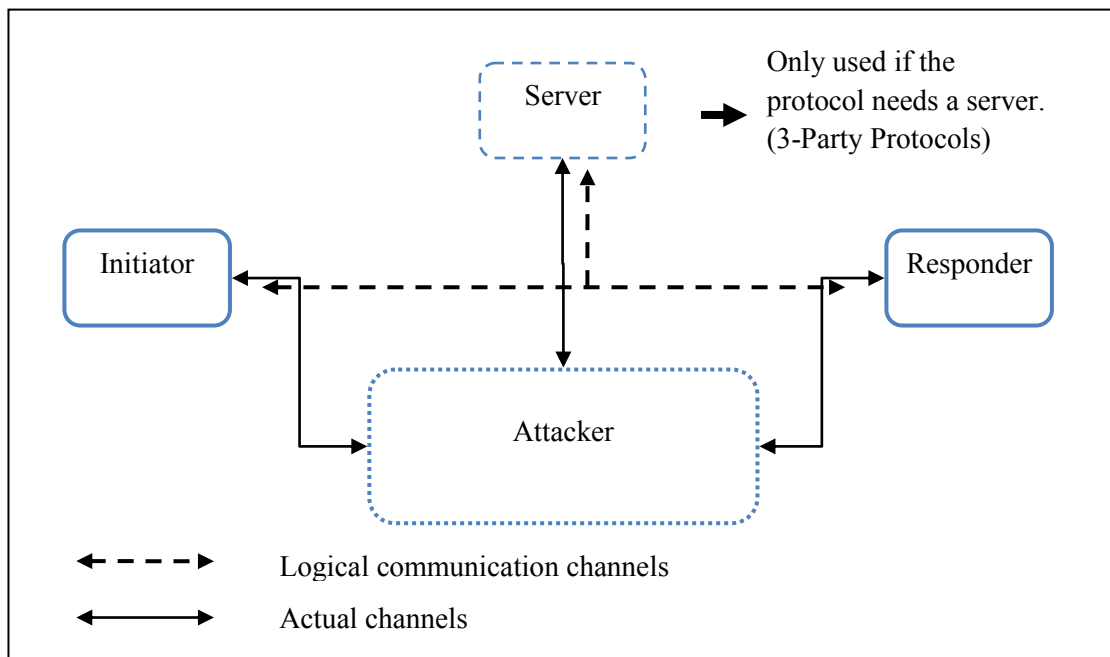 Server
Only used if the
protocol needs a server.
(3-Party Protocols)
Initiator
Responder
Attacker
Logical communication channels
Actual channels